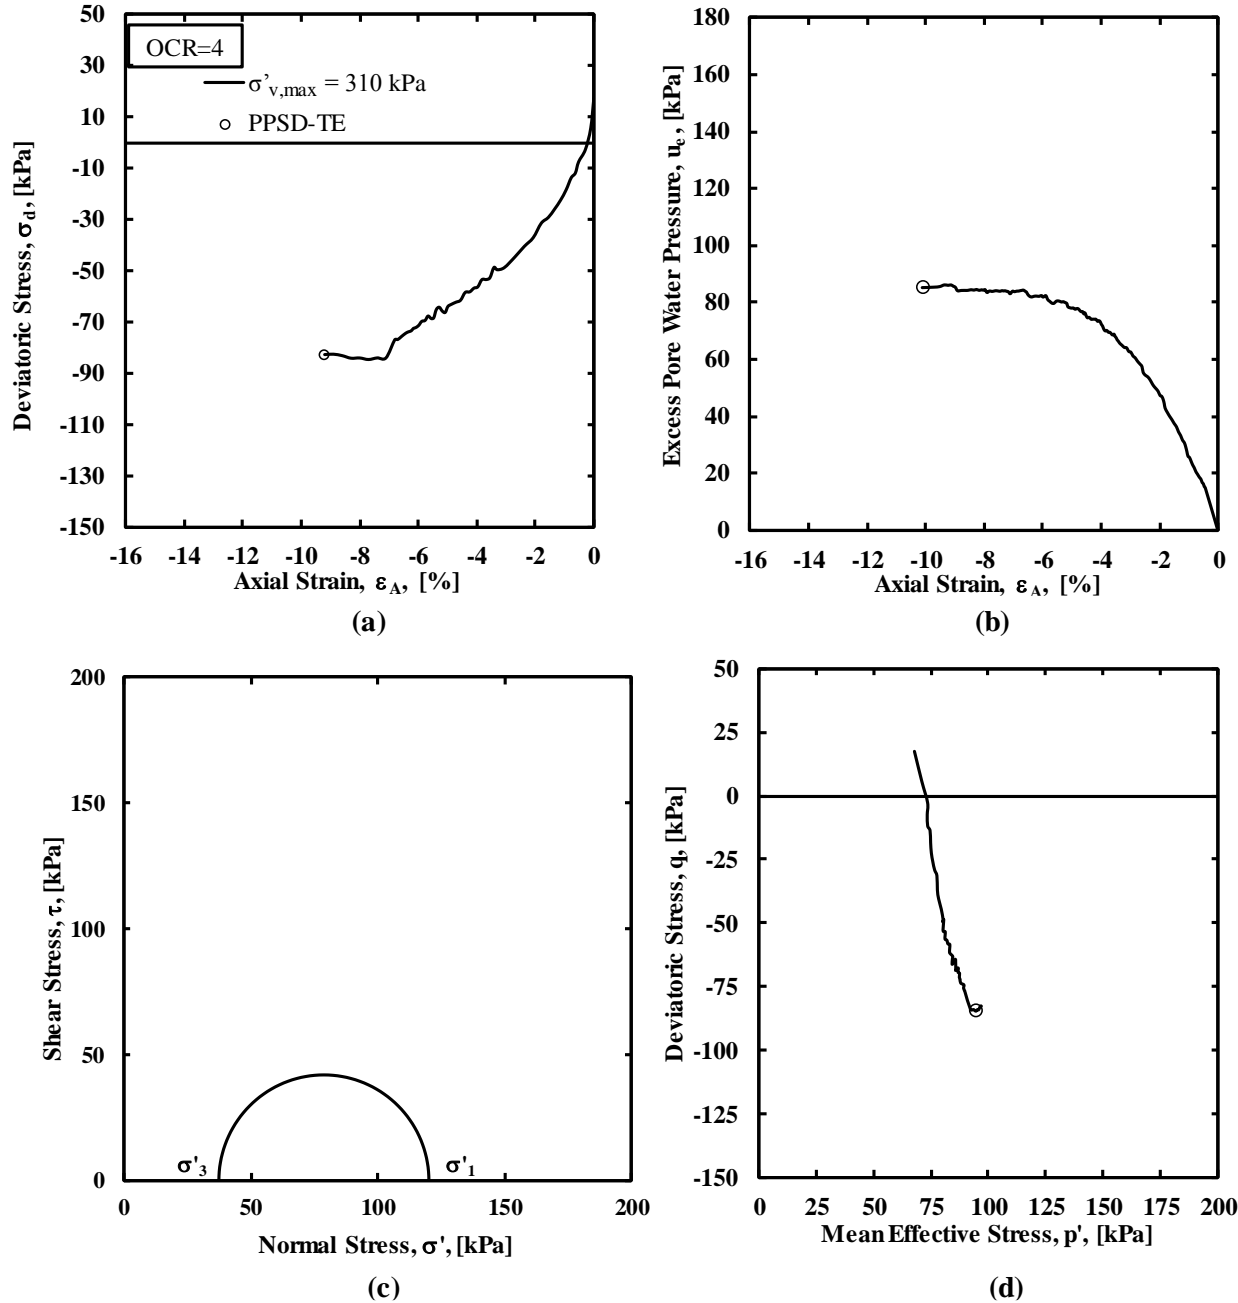 50
30
10
-10
-30
-50
-70
-90
-110
-130
-150
Deviatoric Stress, σd, [kPa]
OCR=4
σ'v,max = 310 kPa
PPSD-TE
-16 -14 -12 -10 -8 -6 -4 -2 0
Axial Strain, εA, [%]
(a)
180
160
140
120
100
80
60
40
20
0
Excess Pore Water Pressure, ue, [kPa]
-16 -14 -12 -10 -8 -6 -4 -2 0
Axial Strain, εA, [%]
(b)
200
150
100
50
0
Shear Stress, τ, [kPa]
σ'3
σ'1
0 50 100 150 200
Normal Stress, σ', [kPa]
(c)
50
25
0
-25
-50
-75
-100
-125
-150
Deviatoric Stress, q, [kPa]
0 25 50 75 100 125 150 175 200
Mean Effective Stress, p', [kPa]
(d)